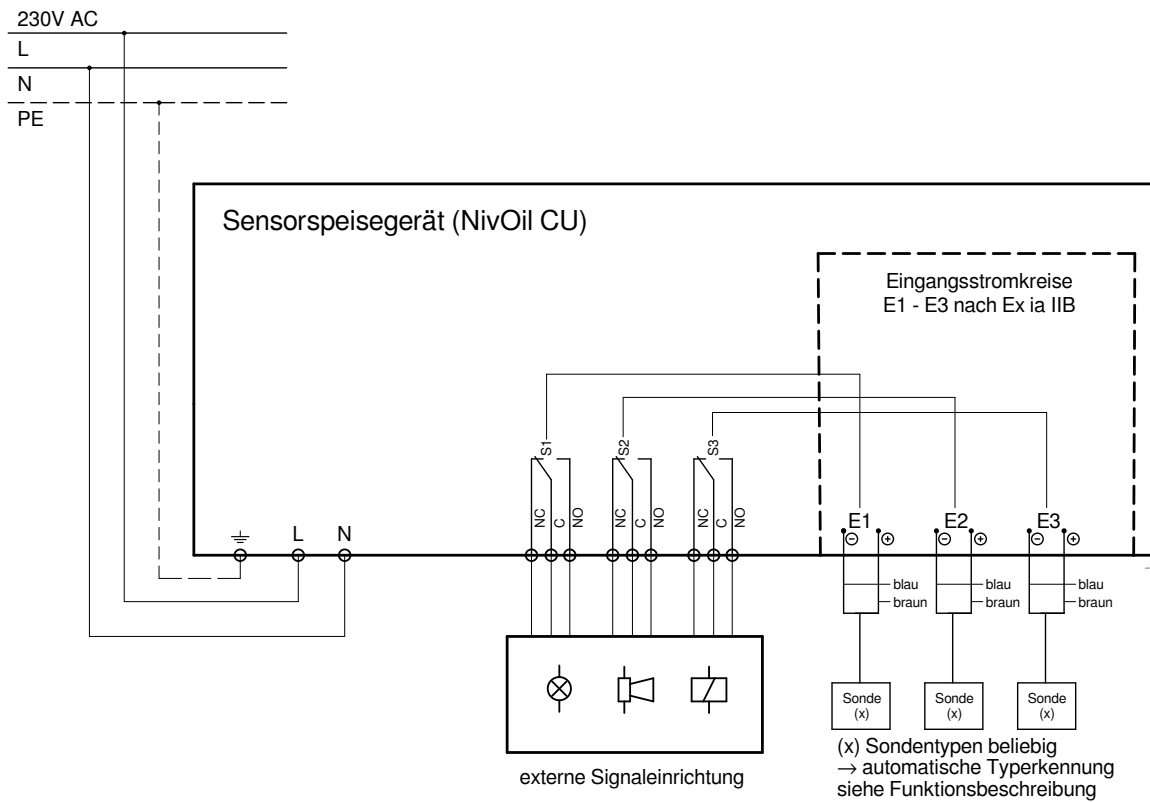 230V AC
L
N
PE
Sensorspeisegerät (NivOil CU)
Eingangsstromkreise
E1 - E3 nach Ex ia IIB
S1
S2
S3
NC
C
NO
NC
C
NO
NC
C
NO
L
N
E1
E2
E3
blau
braun
blau
braun
blau
braun
Sonde
(x)
Sonde
(x)
Sonde
(x)
externe Signaleinrichtung
(x) Sondentypen beliebig
→ automatische Typerkennung
siehe Funktionsbeschreibung